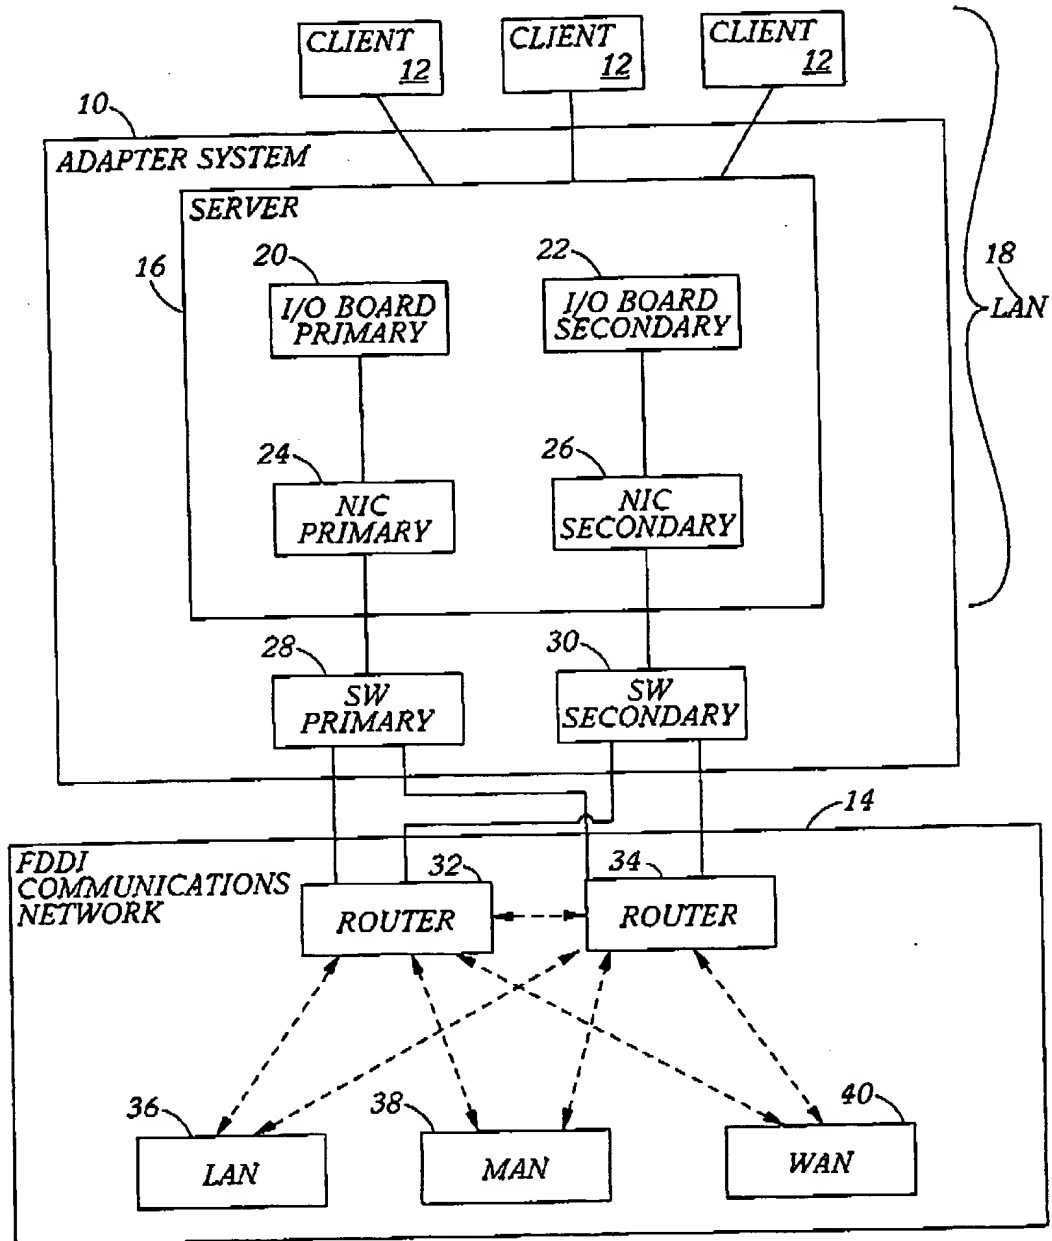 CLIENT
12
CLIENT
12
CLIENT
12
10
ADAPTER SYSTEM
SERVER
16
18
LAN
20
I/O BOARD
PRIMARY
22
I/O BOARD
SECONDARY
24
NIC
PRIMARY
26
NIC
SECONDARY
28
SW
PRIMARY
30
SW
SECONDARY
14
FDDI
COMMUNICATIONS
NETWORK
32
ROUTER
34
ROUTER
36
LAN
38
MAN
40
WAN